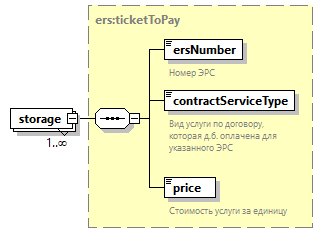 ers:ticketToPay
ersNumber
Номер ЭРС
storage
1..∞
contractServiceType
Вид услуги по договору,
которая д.б. оплачена для
указанного ЭРС
price
Стоимость услуги за единицу